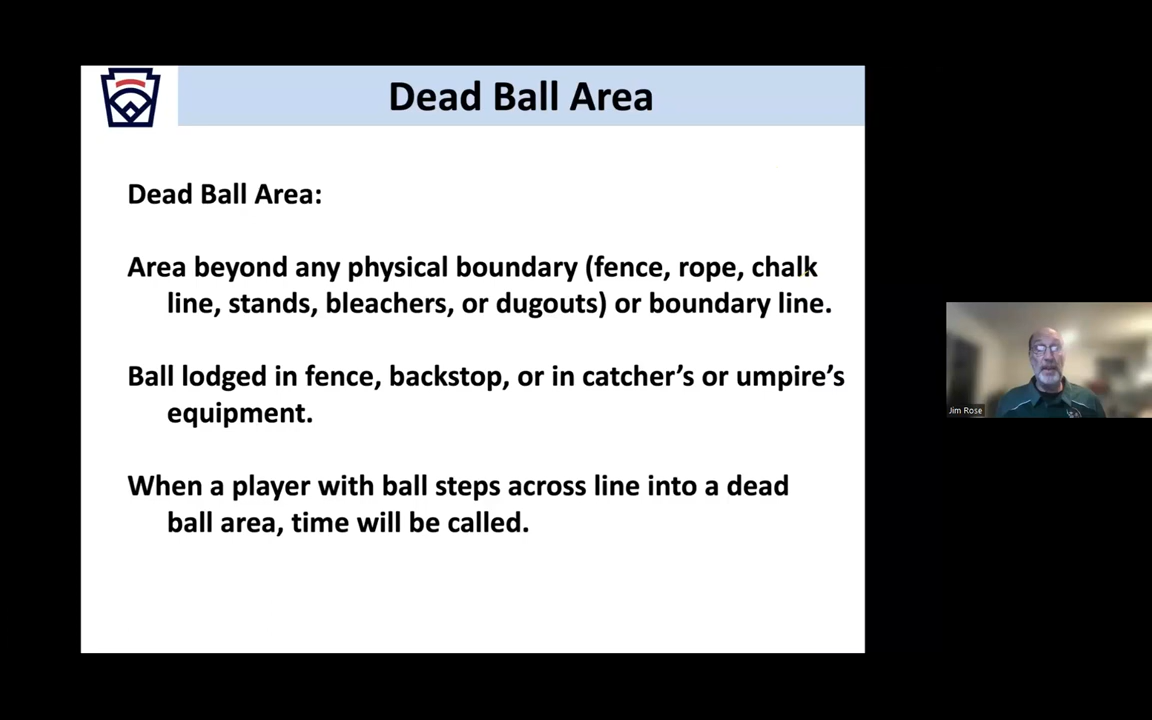 Dead Ball Area
Dead Ball Area:
Area beyond any physical boundary (fence, rope, chalk
line, stands, bleachers, or dugouts) or boundary line.
Ball lodged in fence, backstop, or in catcher’s or umpire’s
equipment.
When a player with ball steps across line into a dead
ball area, time will be called.
Jim Rose